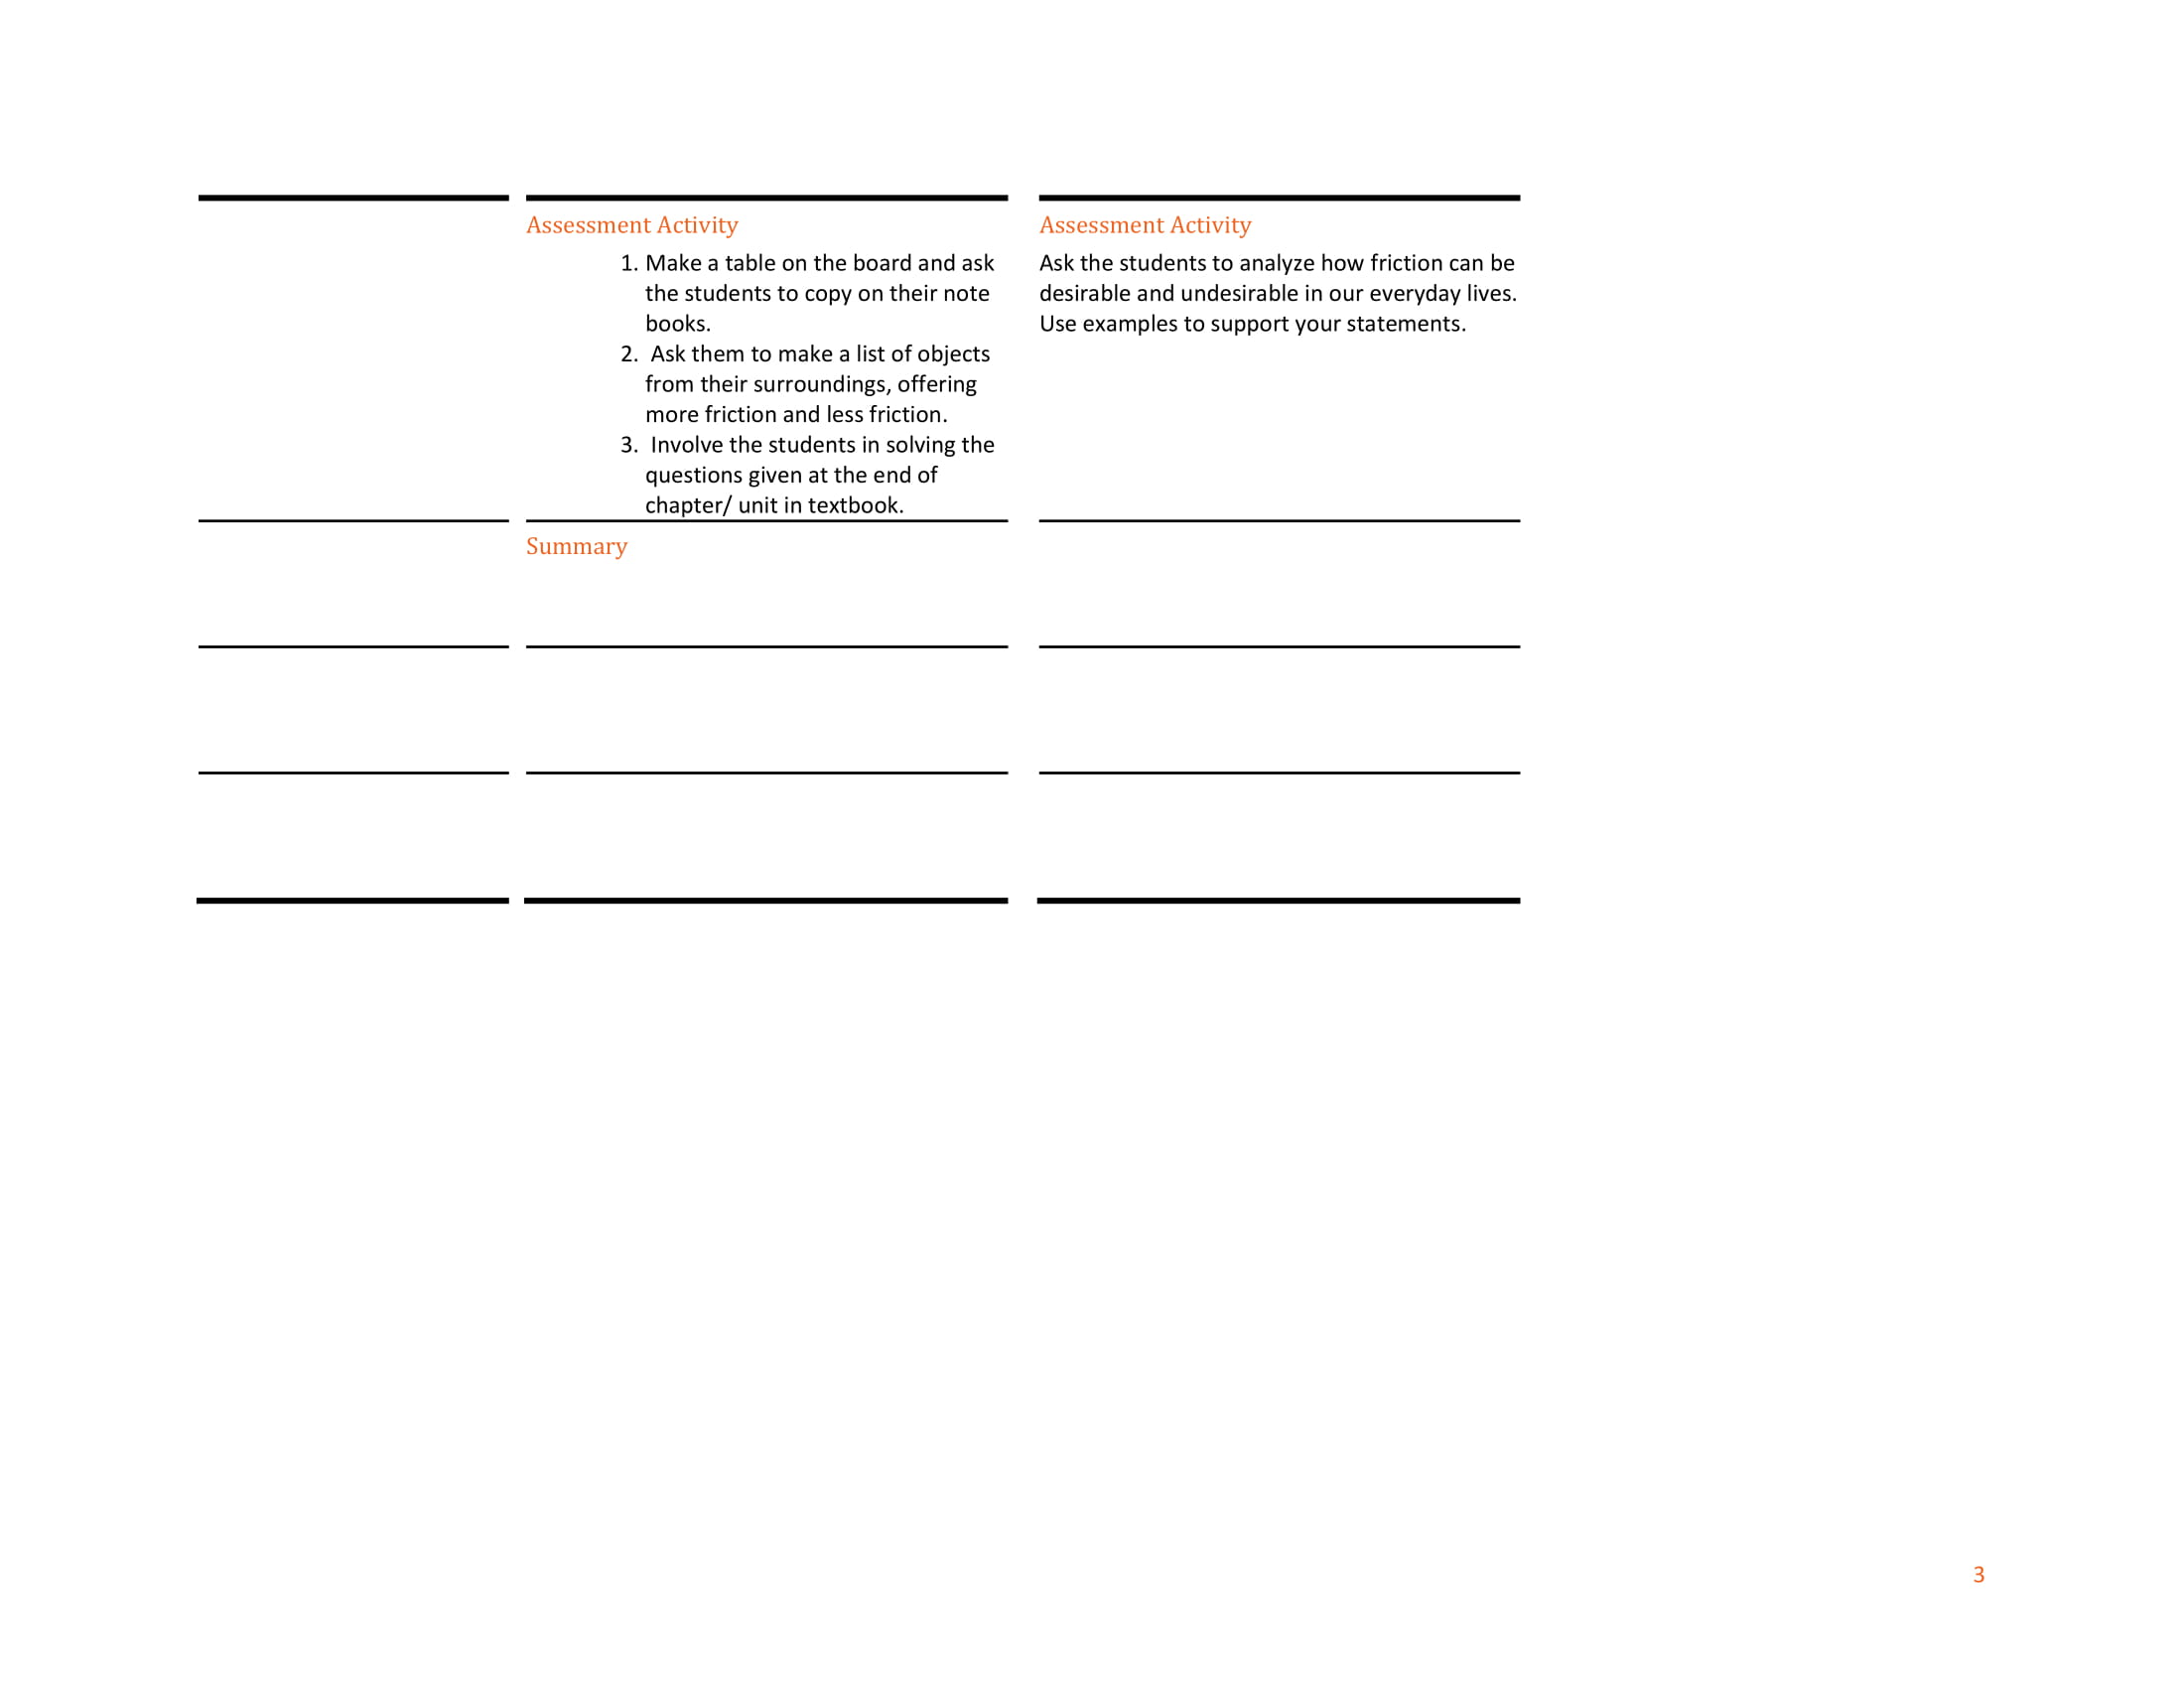 Assessment Activity
1. Make a table on the board and ask
the students to copy on their note
books.
2. Ask them to make a list of objects
from their surroundings, offering
more friction and less friction.
3. Involve the students in solving the
questions given at the end of
chapter/ unit in textbook.
Assessment Activity
Ask the students to analyze how friction can be
desirable and undesirable in our everyday lives.
Use examples to support your statements.
Summary
3